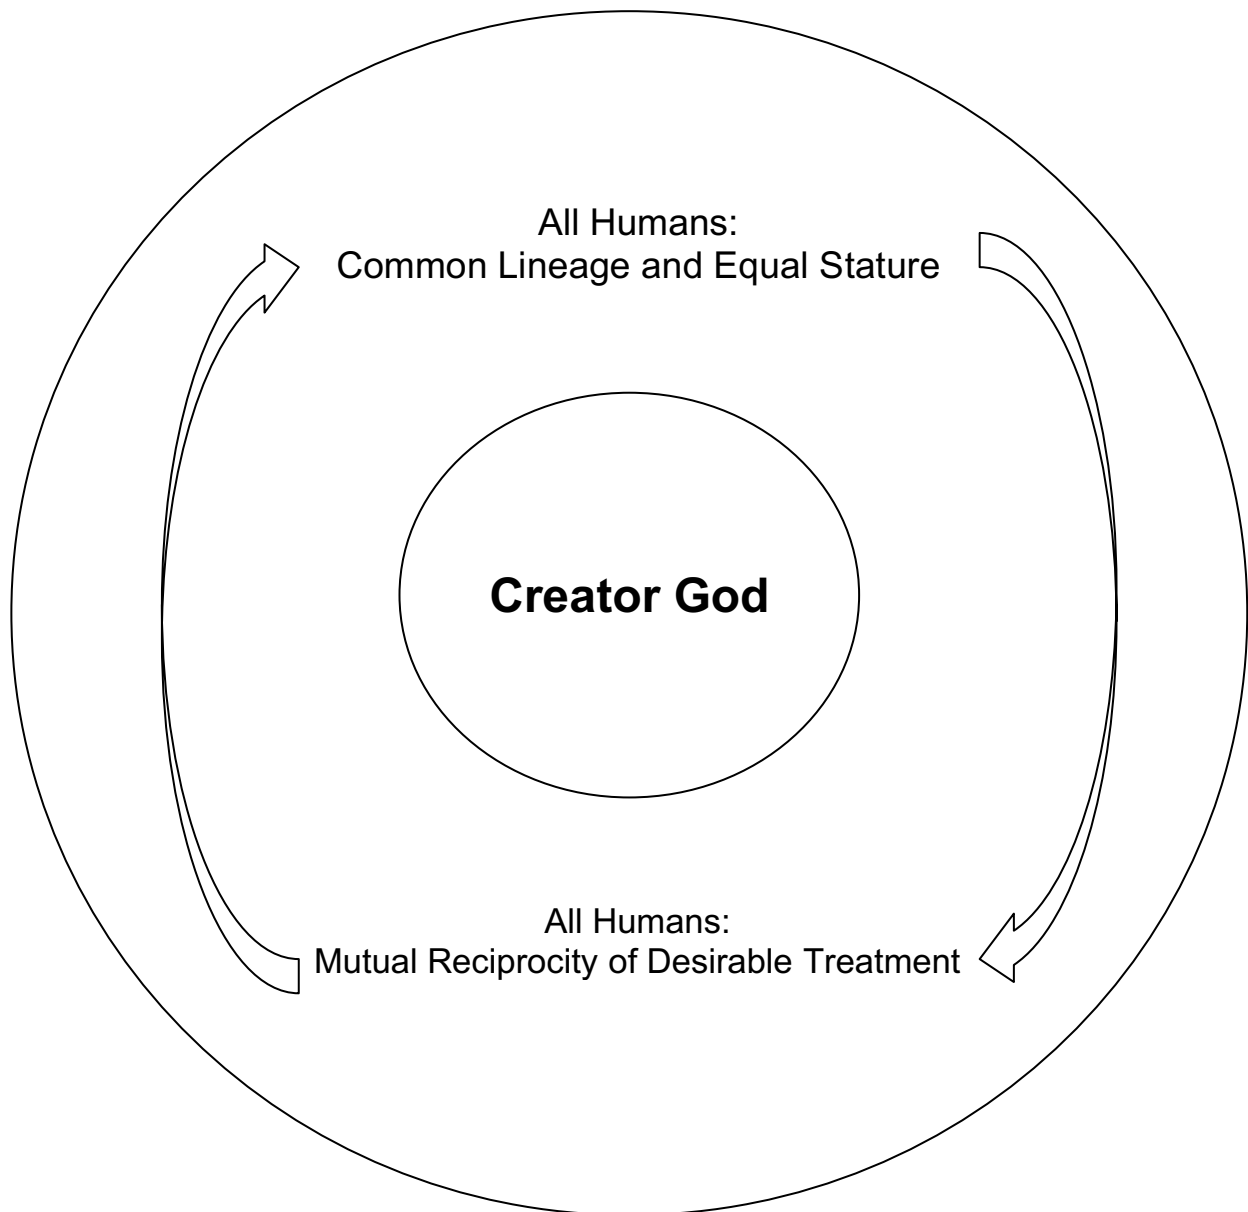 All Humans:
Common Lineage and Equal Stature
Creator God
All Humans:
Mutual Reciprocity of Desirable Treatment